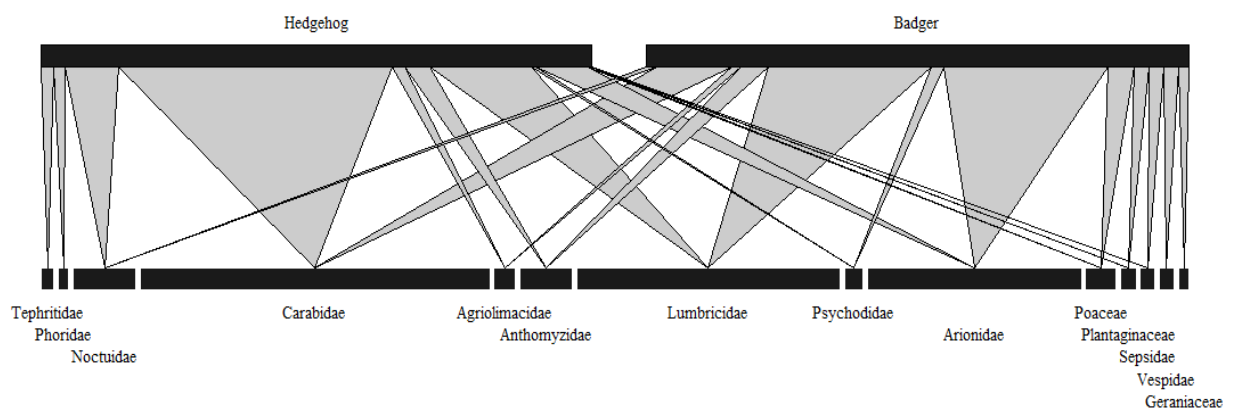 Hedgehog Badger
Tephritidae Carabidae Agriolimacidae Lumbricidae Psychodidae Poaceae
Phoridae Anthomyzidae Arionidae Plantaginaceae
Noctuidae Sepsidae
Vespidae
Geraniaceae